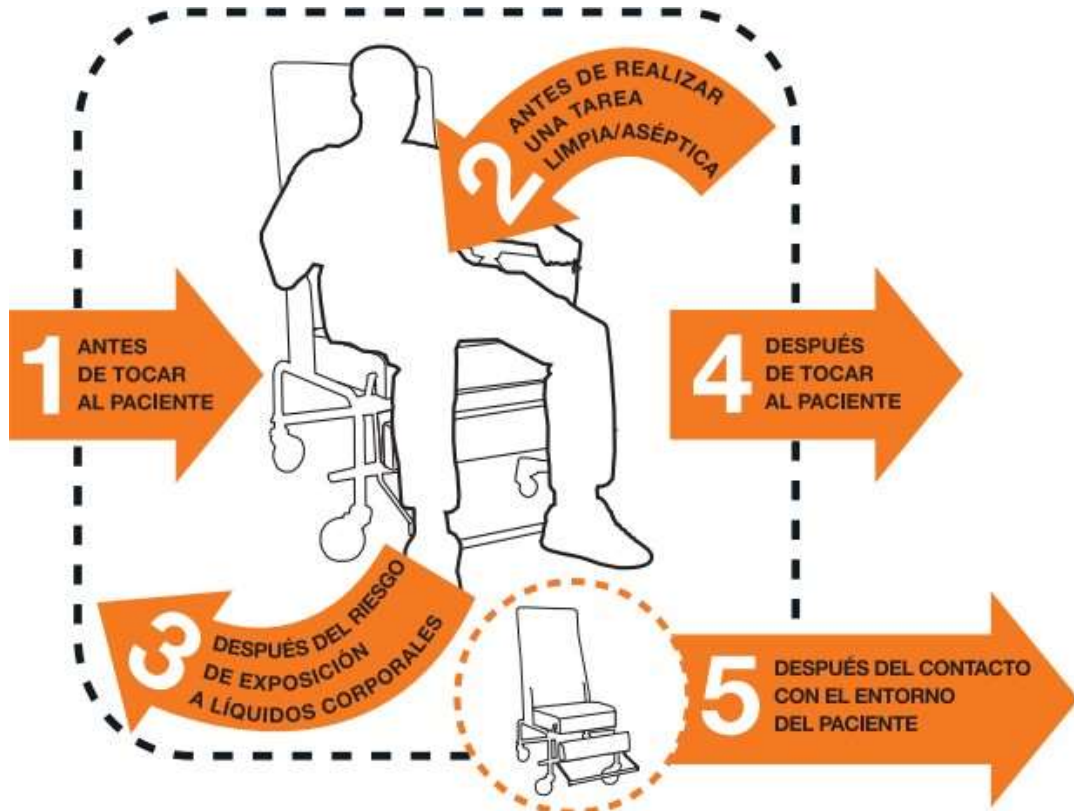 1
ANTES
DE TOCAR
AL PACIENTE
2
ANTES DE REALIZAR
UNA TAREA
LIMPIA/ASÉPTICA
3
DESPUÉS DEL RIESGO
DE EXPOSICIÓN
A LÍQUIDOS CORPORALES
4
DESPUÉS
DE TOCAR
AL PACIENTE
5
DESPUÉS DEL CONTACTO
CON EL ENTORNO
DEL PACIENTE